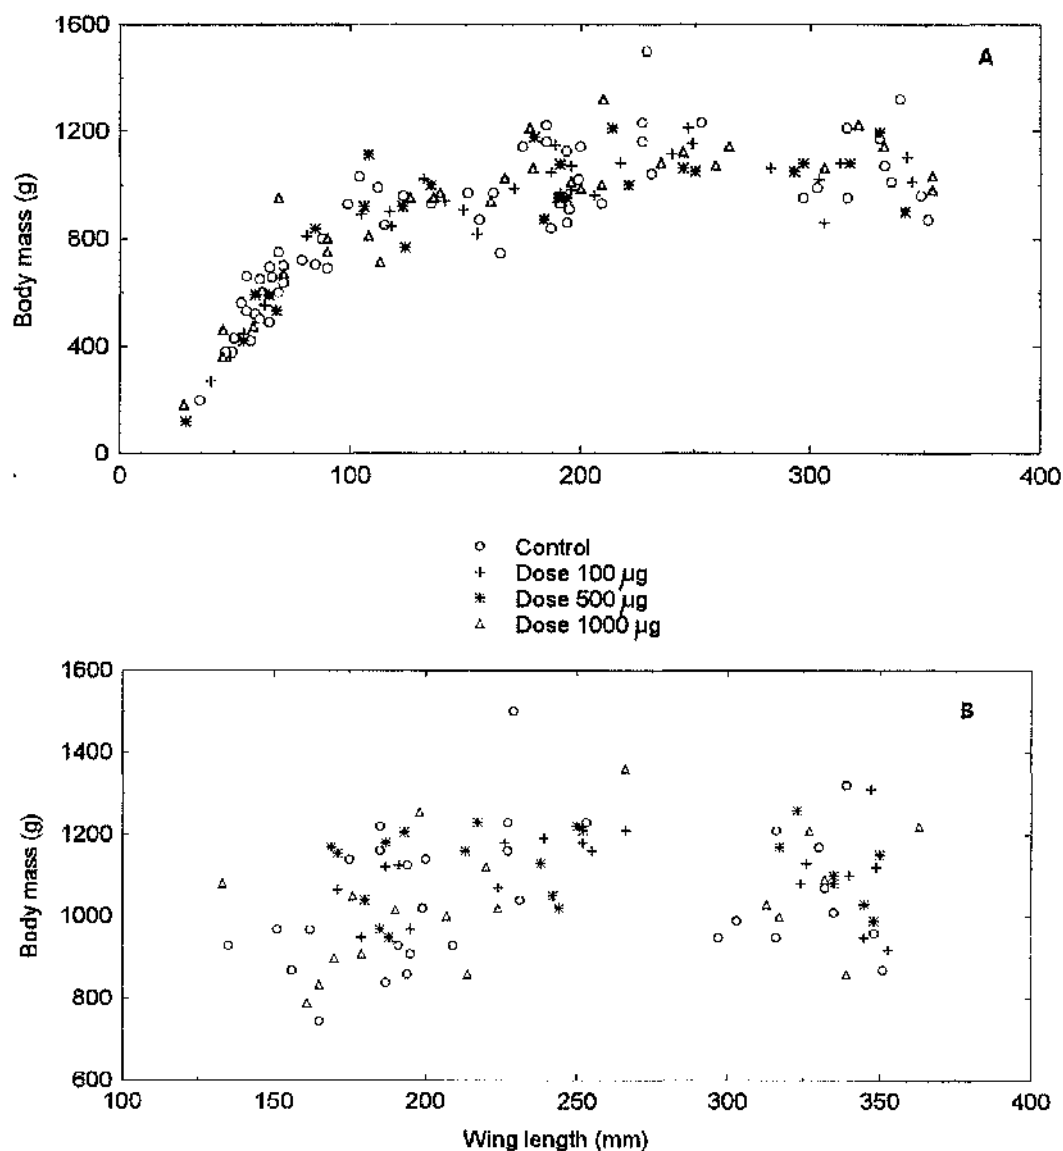 1600
A
1200
Body mass (g)
800
400
0
0 100 200 300 400
Control
Dose 100 µg
Dose 500 µg
Dose 1000 µg
1600
B
1400
1200
Body mass (g)
1000
800
600
100 150 200 250 300 350 400
Wing length (mm)